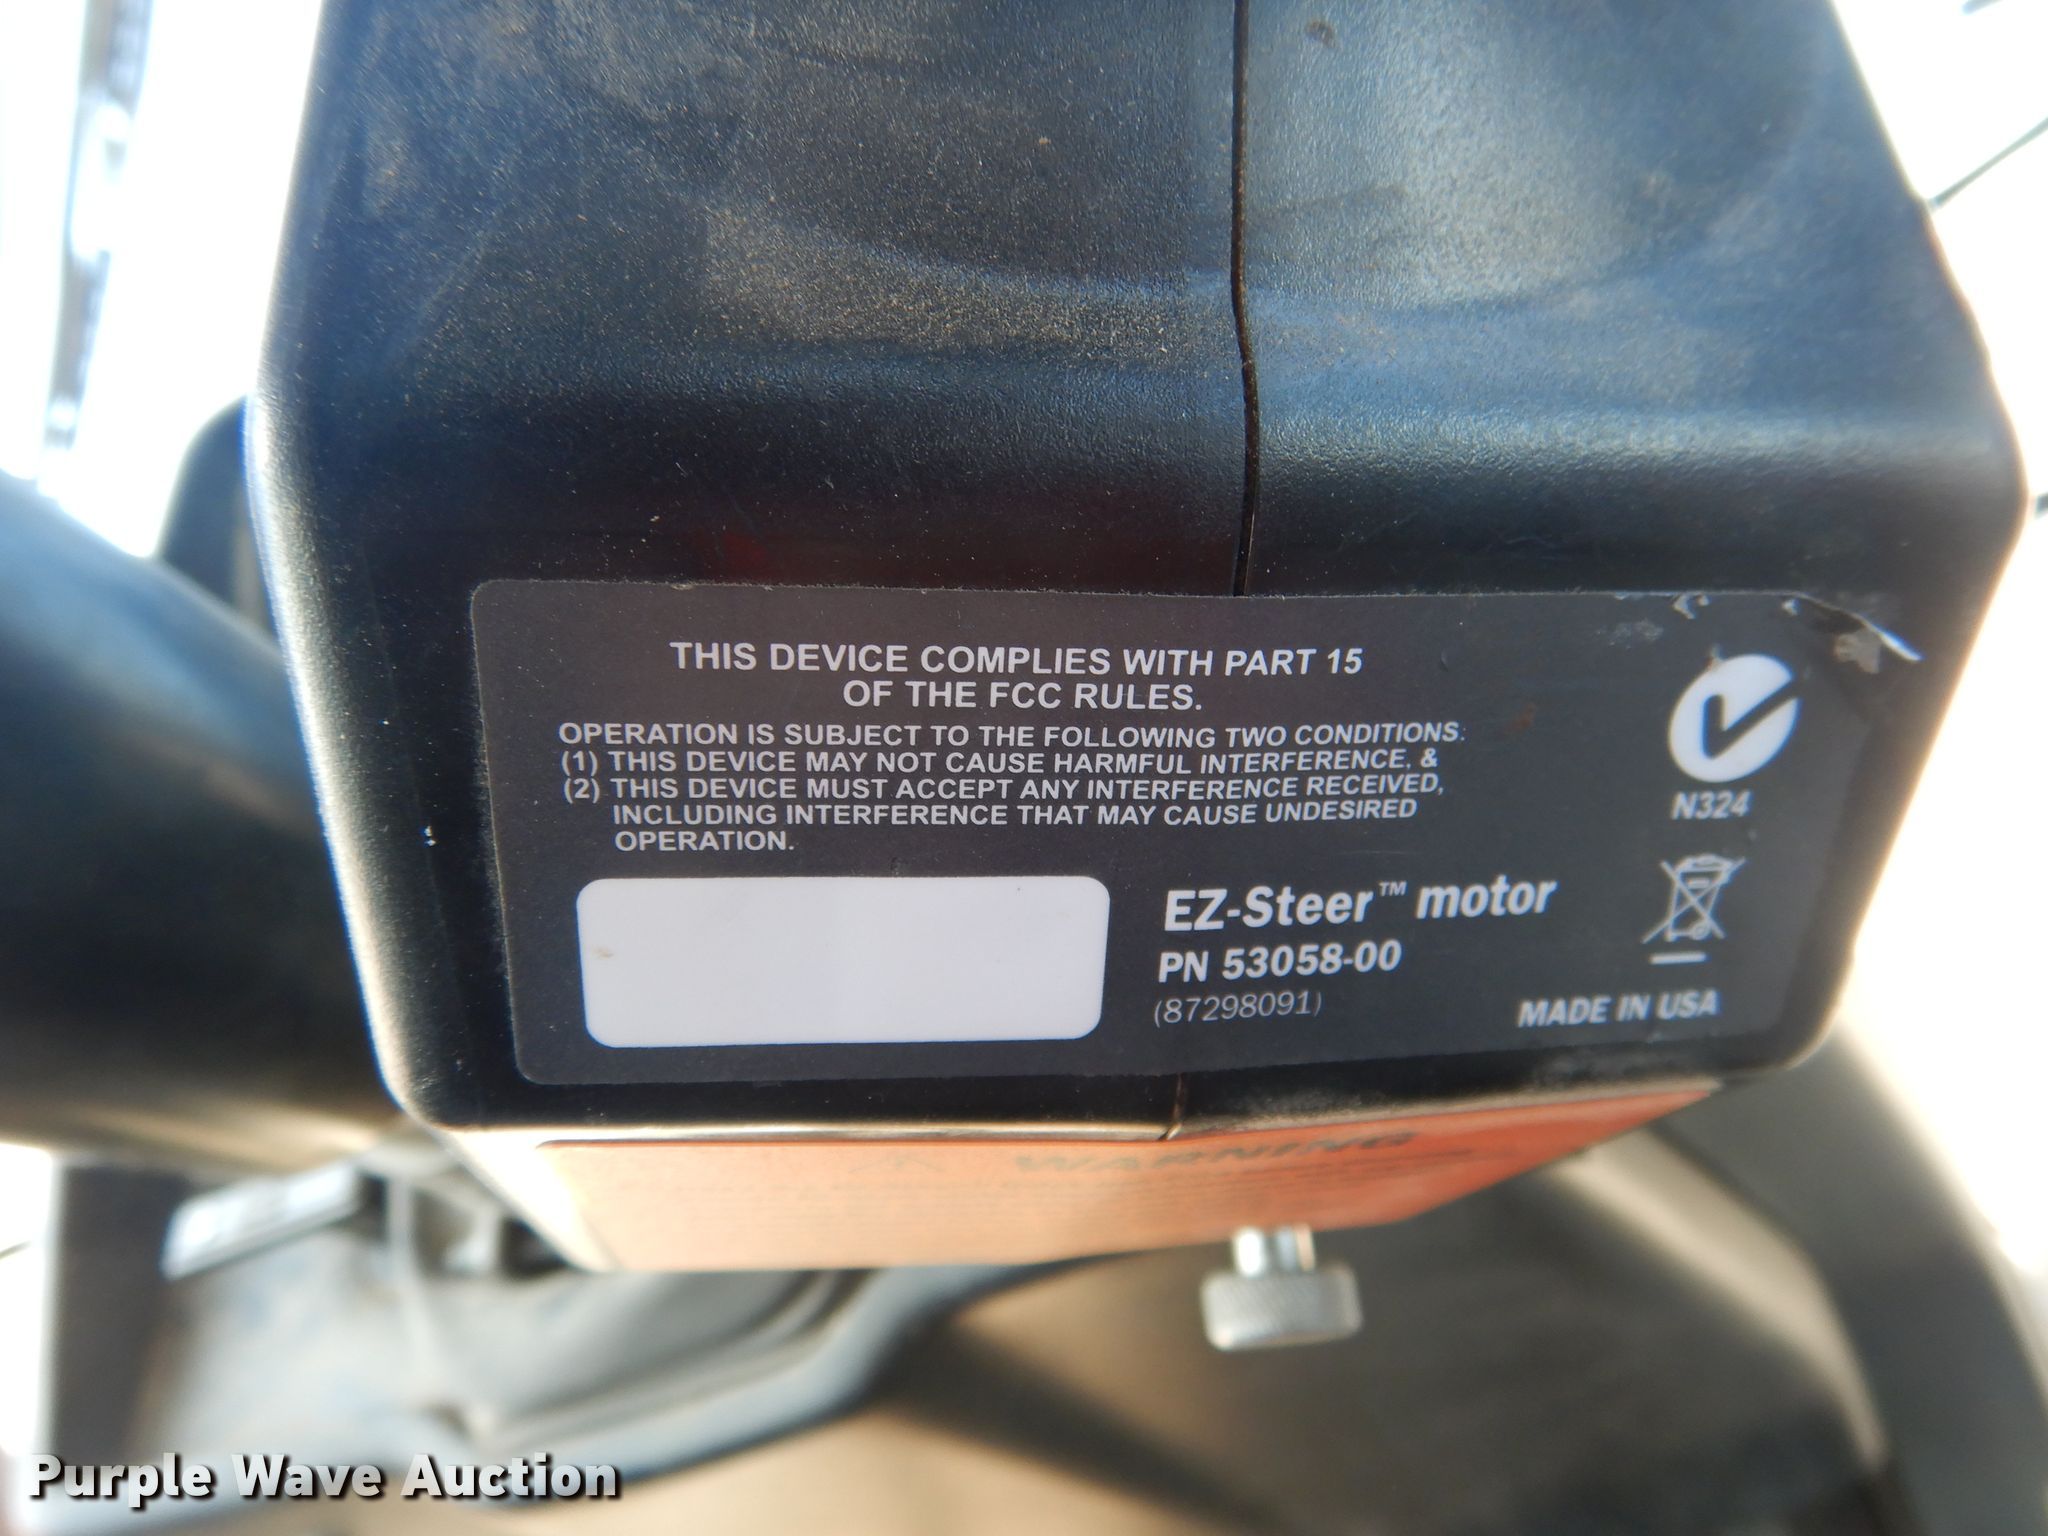 THIS DEVICE COMPLIES WITH PART 15
OF THE FCC RULES.
OPERATION IS SUBJECT TO THE FOLLOWING TWO CONDITIONS:
(1) THIS DEVICE MAY NOT CAUSE HARMFUL INTERFERENCE, &
(2) THIS DEVICE MUST ACCEPT ANY INTERFERENCE RECEIVED,
INCLUDING INTERFERENCE THAT MAY CAUSE UNDESIRED
OPERATION.
N324
EZ-Steer™ motor
PN 53058-00
(87298091)
MADE IN USA
WARNING
Purple Wave Auction